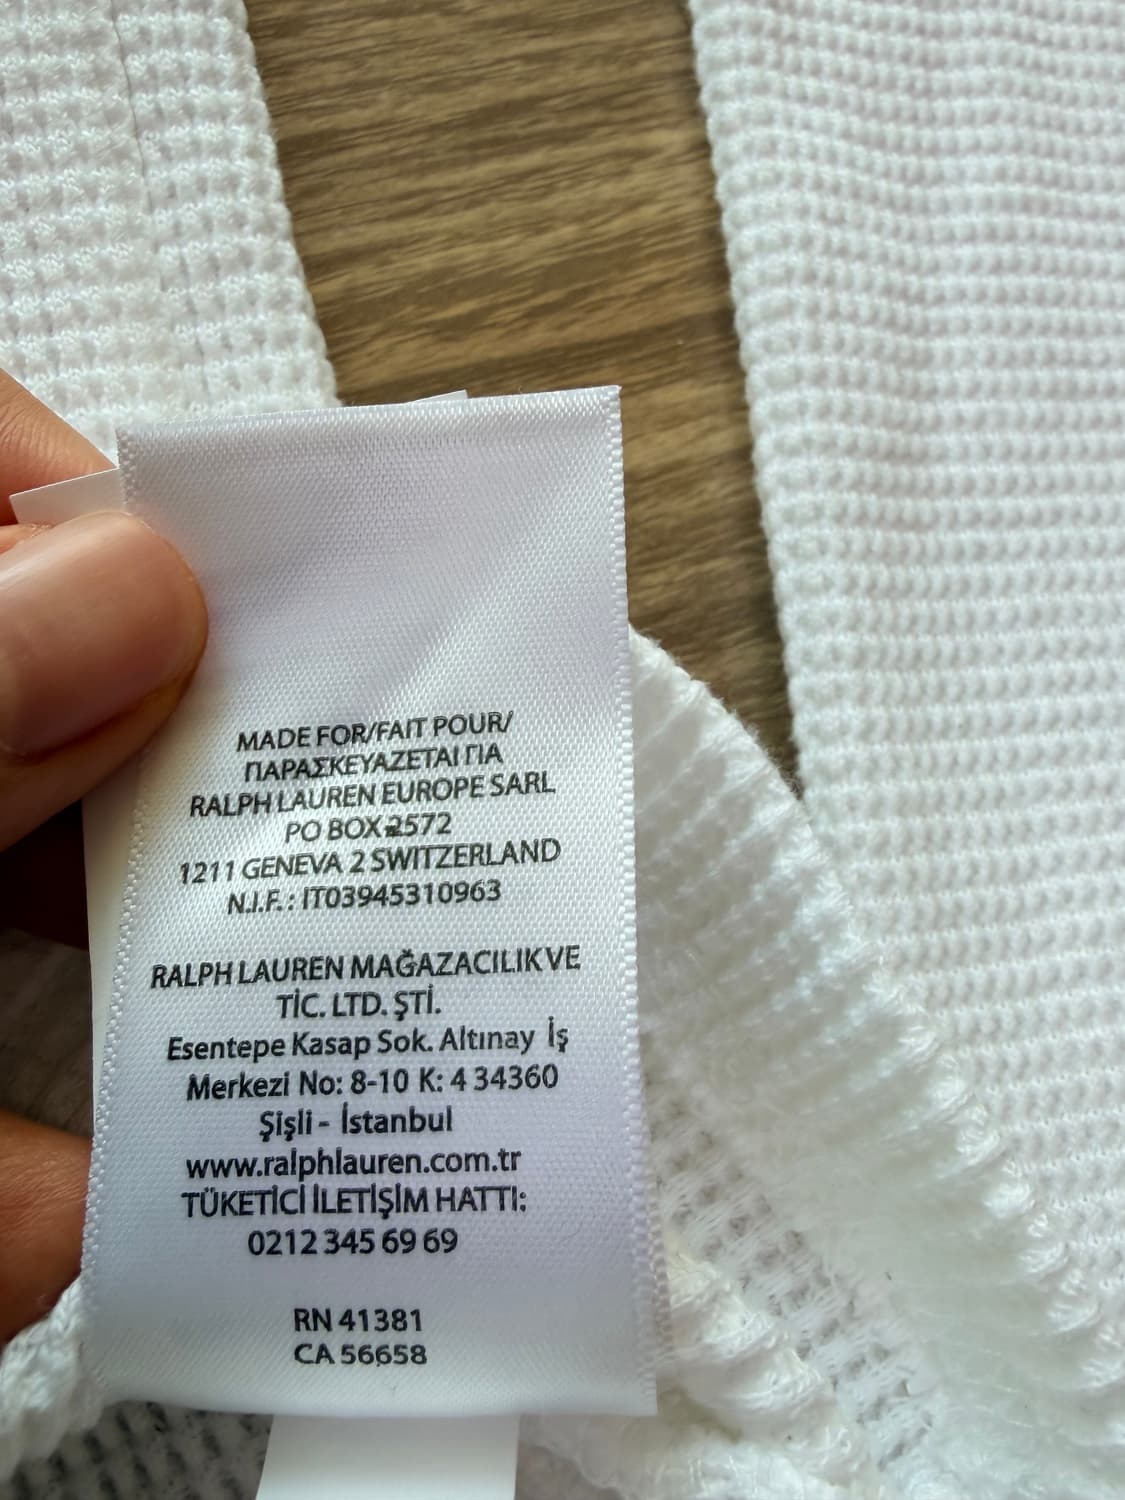 MADE FOR/FAIT POUR/
ΠΑΡΑΣΚΕΥΑΖΕΤΑΙ ΓΙΑ
RALPH LAUREN EUROPE SARL
PO BOX 2572
1211 GENEVA 2 SWITZERLAND
N.I.F. : IT03945310963
RALPH LAUREN MAĞAZACILIK VE
TİC. LTD. ŞTİ.
Esentepe Kasap Sok. Altınay İş
Merkezi No: 8-10 K: 4 34360
Şişli - İstanbul
www.ralphlauren.com.tr
TÜKETİCİ İLETİŞİM HATTI:
0212 345 69 69
RN 41381
CA 56658